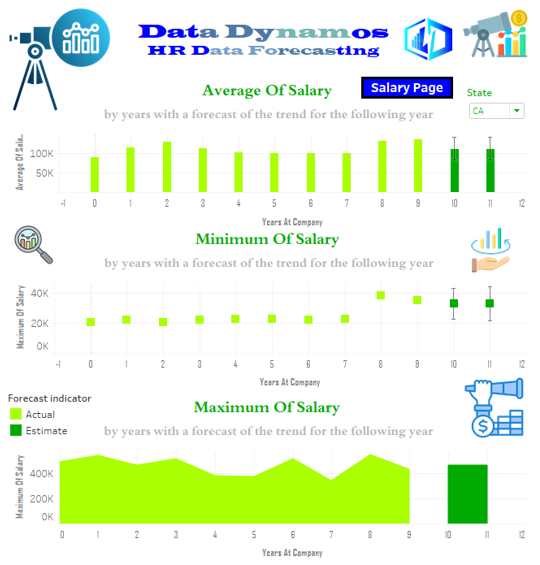 Data Dynamos
HR Data Forecasting
Salary Page
State
CA
Average Of Salary
by years with a forecast of the trend for the following year
Average Of Sala..
100K
50K
-1 0 1 2 3 4 5 6 7 8 9 10 11 12
Years At Company
Minimum Of Salary
by years with a forecast of the trend for the following year
Maximum Of Salary
40K
20K
0K
-1 0 1 2 3 4 5 6 7 8 9 10 11 12
Years At Company
Forecast indicator
Actual
Estimate
Maximum Of Salary
by years with a forecast of the trend for the following year
Maximum Of Salary
400K
200K
0K
0 1 2 3 4 5 6 7 8 9 10 11 12
Years At Company